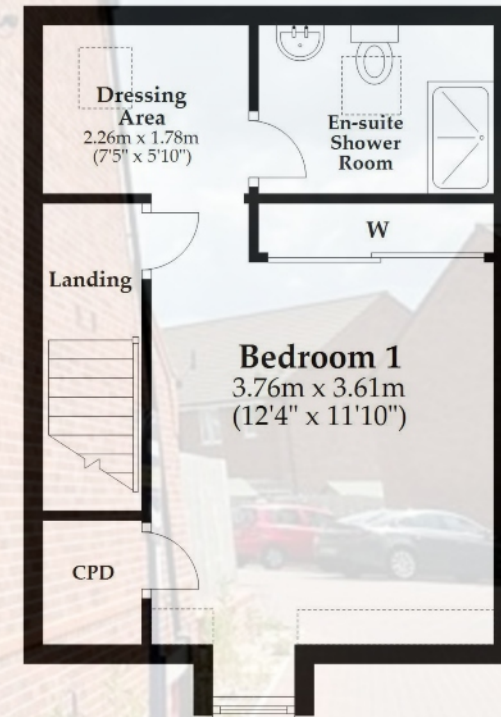 Dressing
Area
2.26m x 1.78m
(7'5" x 5'10")
En-suite
Shower
Room
W
Landing
Bedroom 1
3.76m x 3.61m
(12'4" x 11'10")
CPD